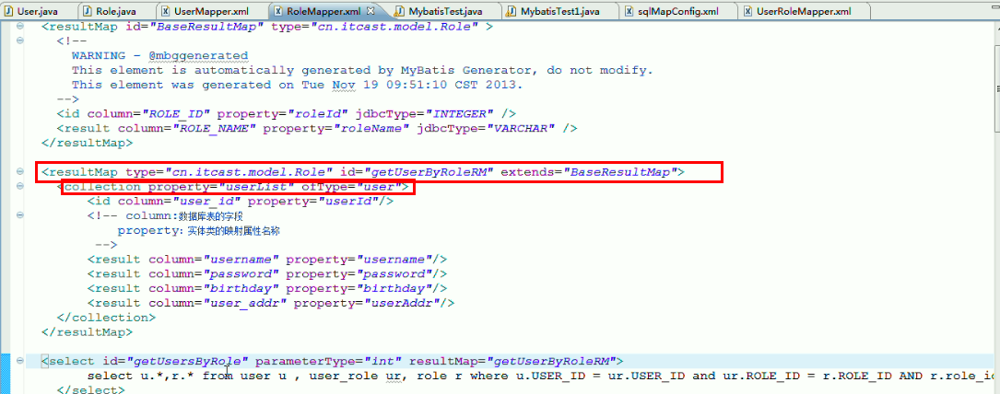 User.java Role.java UserMapper.xml RoleMapper.xml MybatisTest.java MybatisTest1.java sqlMapConfig.xml UserRoleMapper.xml
<resultMap id="BaseResultMap" type="cn.itcast.model.Role" >
<!--
WARNING - @mbggenerated
This element is automatically generated by MyBatis Generator, do not modify.
This element was generated on Tue Nov 19 09:51:10 CST 2013.
-->
<id column="ROLE_ID" property="roleId" jdbcType="INTEGER" />
<result column="ROLE_NAME" property="roleName" jdbcType="VARCHAR" />
</resultMap>
<resultMap type="cn.itcast.model.Role" id="getUserByRoleRM" extends="BaseResultMap">
<collection property="userList" ofType="user">
<id column="user_id" property="userId"/>
<!-- column:数据库表的字段
property: 实体类的映射属性名称
-->
<result column="username" property="username"/>
<result column="password" property="password"/>
<result column="birthday" property="birthday"/>
<result column="user_addr" property="userAddr"/>
</collection>
</resultMap>
<select id="getUsersByRole" parameterType="int" resultMap="getUserByRoleRM">
select u.*,r.* from user u , user_role ur, role r where u.USER_ID = ur.USER_ID and ur.ROLE_ID = r.ROLE_ID AND r.role_id
</select>